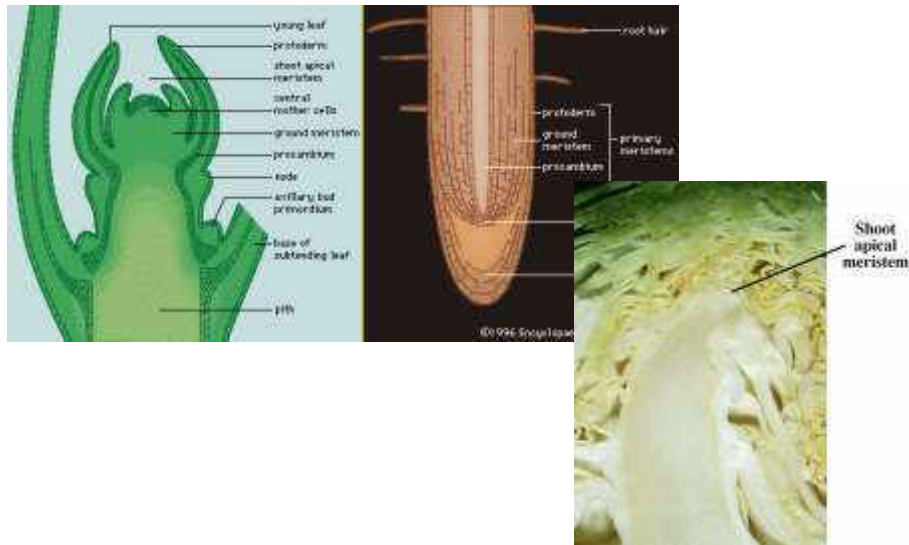 young leaf
protoderm
shoot apical
meristem
central
mother cells
ground meristem
procambium
node
axillary bud
primordium
base of
subtending leaf
pith
root hair
protoderm
ground
meristem
procambium
primary
meristems
©1996 Encyclopae
Shoot
apical
meristem